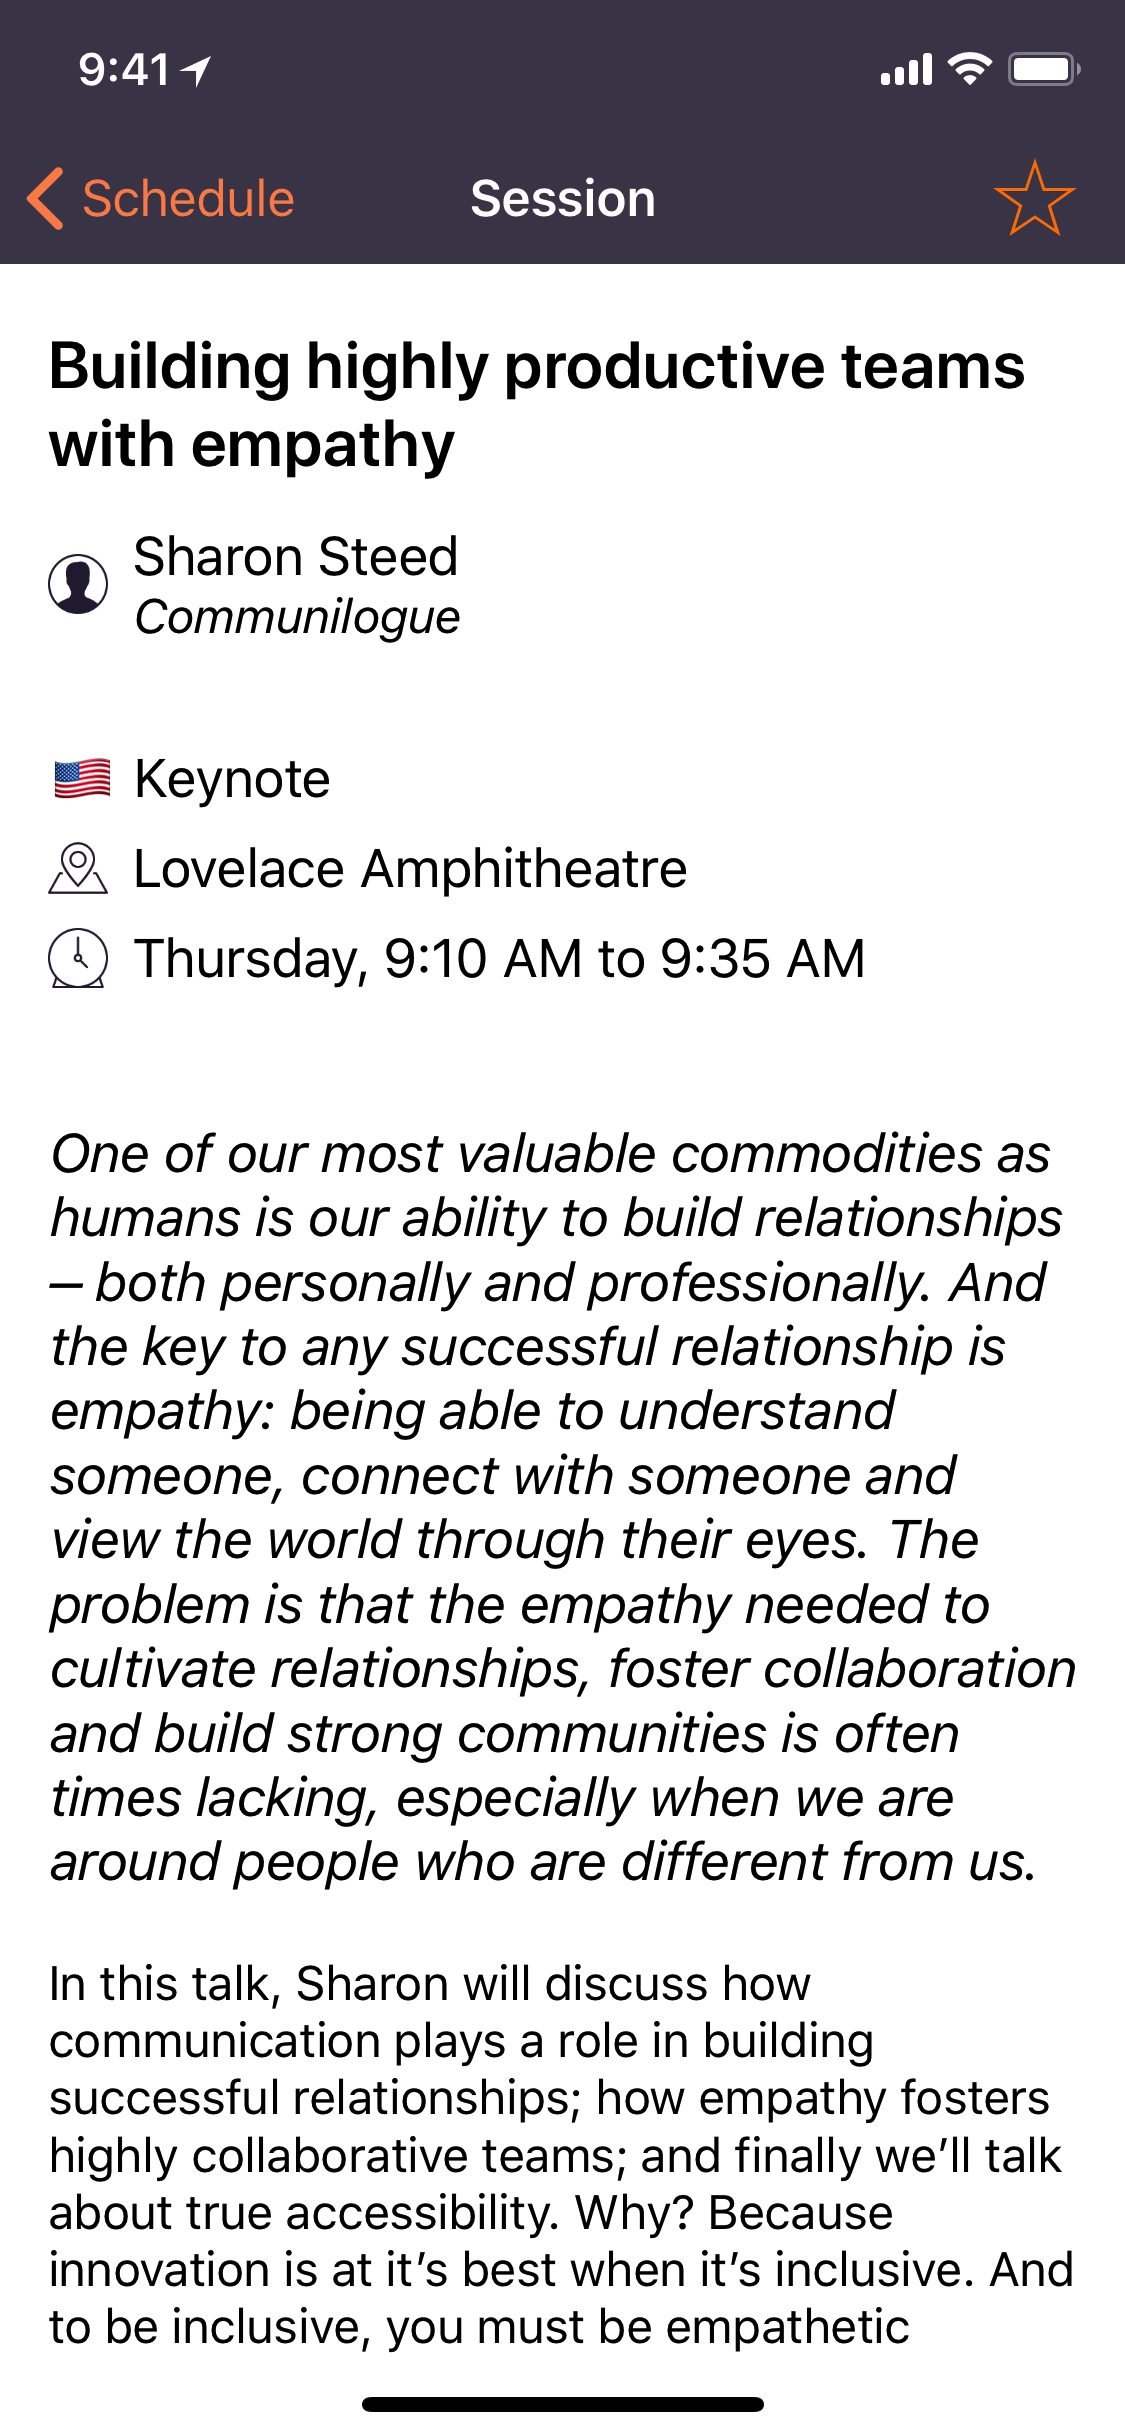 9:41
Schedule
Session
Building highly productive teams
with empathy
Sharon Steed
Communilogue
Keynote
Lovelace Amphitheatre
Thursday, 9:10 AM to 9:35 AM
One of our most valuable commodities as
humans is our ability to build relationships
– both personally and professionally. And
the key to any successful relationship is
empathy: being able to understand
someone, connect with someone and
view the world through their eyes. The
problem is that the empathy needed to
cultivate relationships, foster collaboration
and build strong communities is often
times lacking, especially when we are
around people who are different from us.
In this talk, Sharon will discuss how
communication plays a role in building
successful relationships; how empathy fosters
highly collaborative teams; and finally we’ll talk
about true accessibility. Why? Because
innovation is at it’s best when it’s inclusive. And
to be inclusive, you must be empathetic